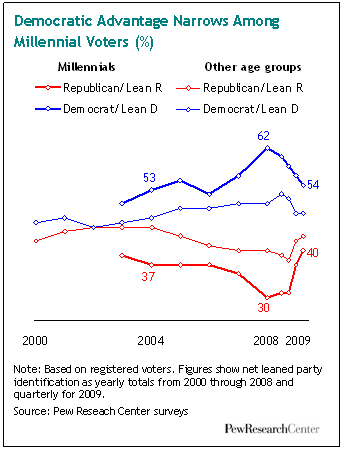 Democratic Advantage Narrows Among
Millennial Voters (%)
Millennials Other age groups
Republican/Lean R Republican/Lean R
Democrat/Lean D Democrat/Lean D
62
53
54
40
37
30
2000 2004 2008 2009
Note: Based on registered voters. Figures show net leaned party
identification as yearly totals from 2000 through 2008 and
quarterly for 2009.
Source: Pew Reseach Center surveys
PewResearchCenter